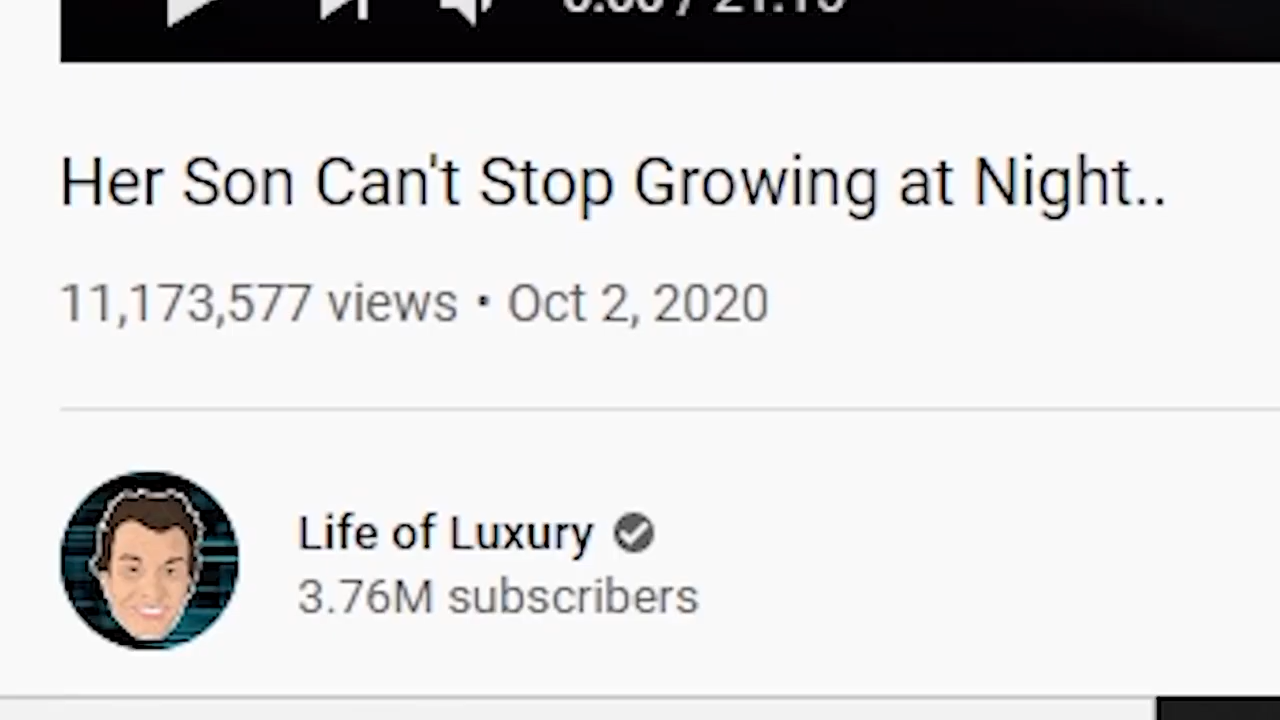 Her Son Can't Stop Growing at Night..
11,173,577 views • Oct 2, 2020
Life of Luxury
3.76M subscribers